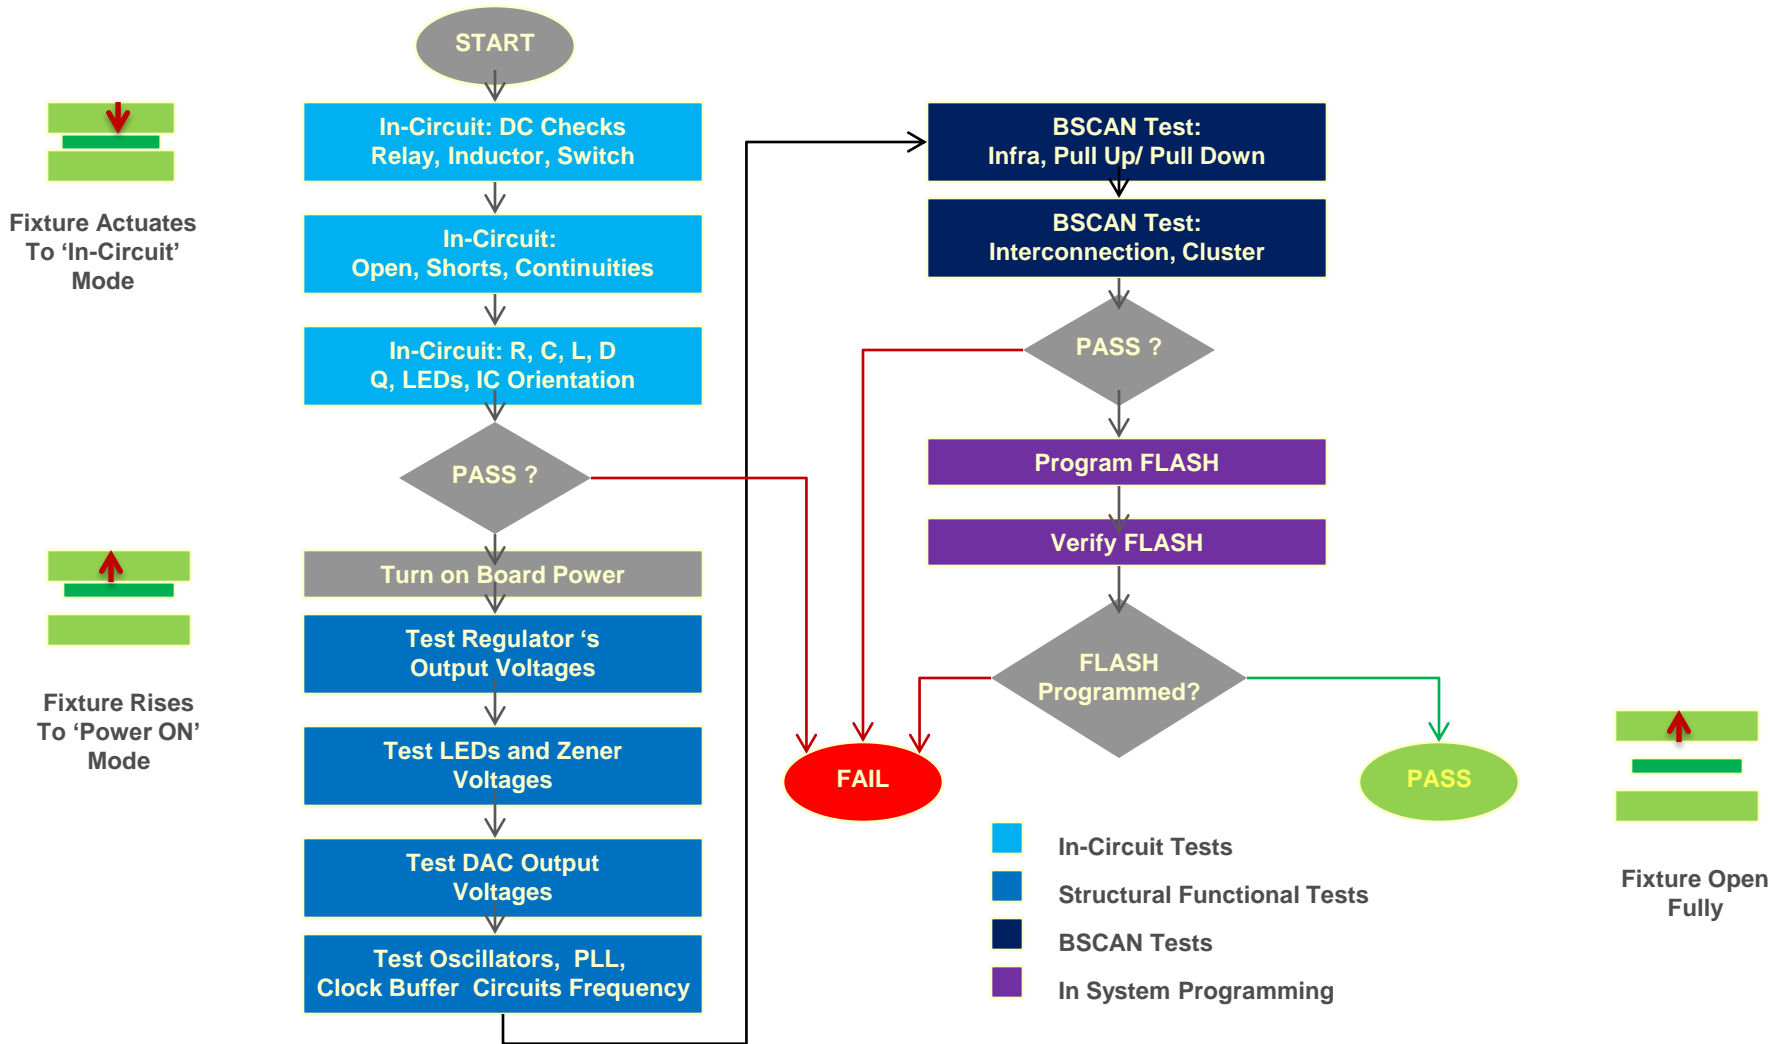 START
Fixture Actuates
To ‘In-Circuit’
Mode
In-Circuit: DC Checks
Relay, Inductor, Switch
In-Circuit:
Open, Shorts, Continuities
In-Circuit: R, C, L, D
Q, LEDs, IC Orientation
PASS ?
Fixture Rises
To ‘Power ON’
Mode
Turn on Board Power
Test Regulator ‘s
Output Voltages
Test LEDs and Zener
Voltages
Test DAC Output
Voltages
Test Oscillators, PLL,
Clock Buffer Circuits Frequency
BSCAN Test:
Infra, Pull Up/ Pull Down
BSCAN Test:
Interconnection, Cluster
PASS ?
Program FLASH
Verify FLASH
FLASH
Programmed?
FAIL
PASS
In-Circuit Tests
Structural Functional Tests
BSCAN Tests
In System Programming
Fixture Open
Fully